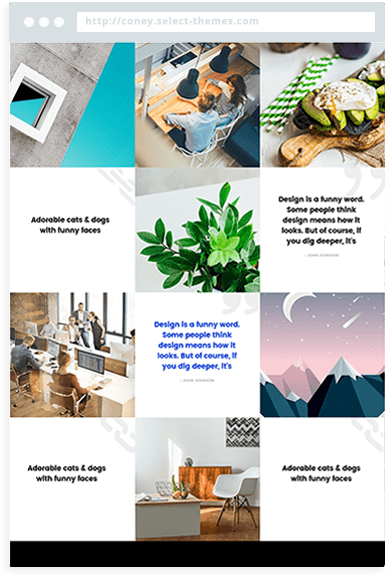 http://coney.select-themes.com
Adorable cats & dogs
with funny faces
Design is a funny word.
Some people think
design means how it
looks. But of course, if
you dig deeper, it's
- JOHN JOHNSON
Design is a funny word.
Some people think
design means how it
looks. But of course, if
you dig deeper, it's
- JOHN JOHNSON
Adorable cats & dogs
with funny faces
Adorable cats & dogs
with funny faces